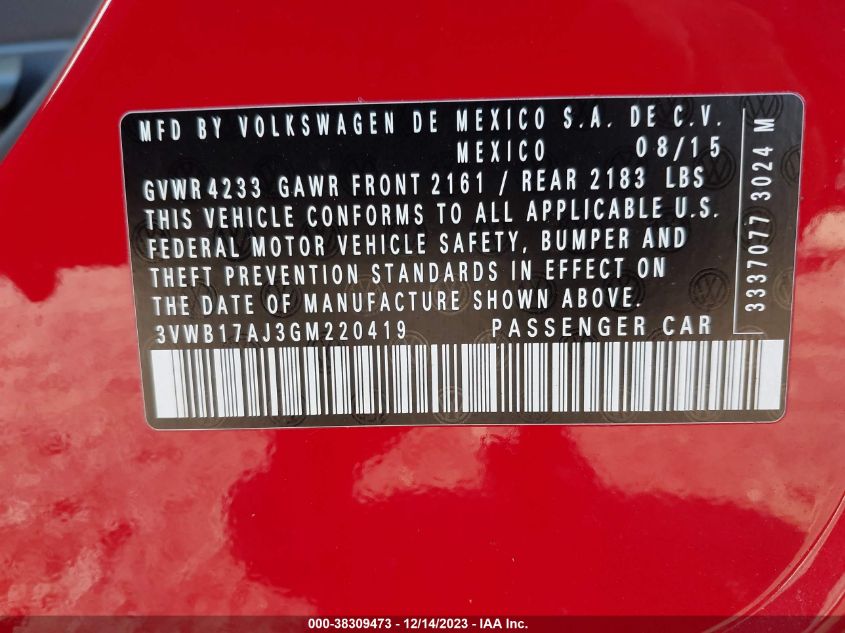 MFD BY VOLKSWAGEN DE MEXICO S.A. DE C.V.
MEXICO 08/15
GVWR 4233 GAWR FRONT 2161 / REAR 2183 LBS
THIS VEHICLE CONFORMS TO ALL APPLICABLE U.S.
FEDERAL MOTOR VEHICLE SAFETY, BUMPER AND
THEFT PREVENTION STANDARDS IN EFFECT ON
THE DATE OF MANUFACTURE SHOWN ABOVE.
3VWB17AJ3GM220419 PASSENGER CAR
3337077 3024 M
000-38309473 - 12/14/2023 - IAA Inc.